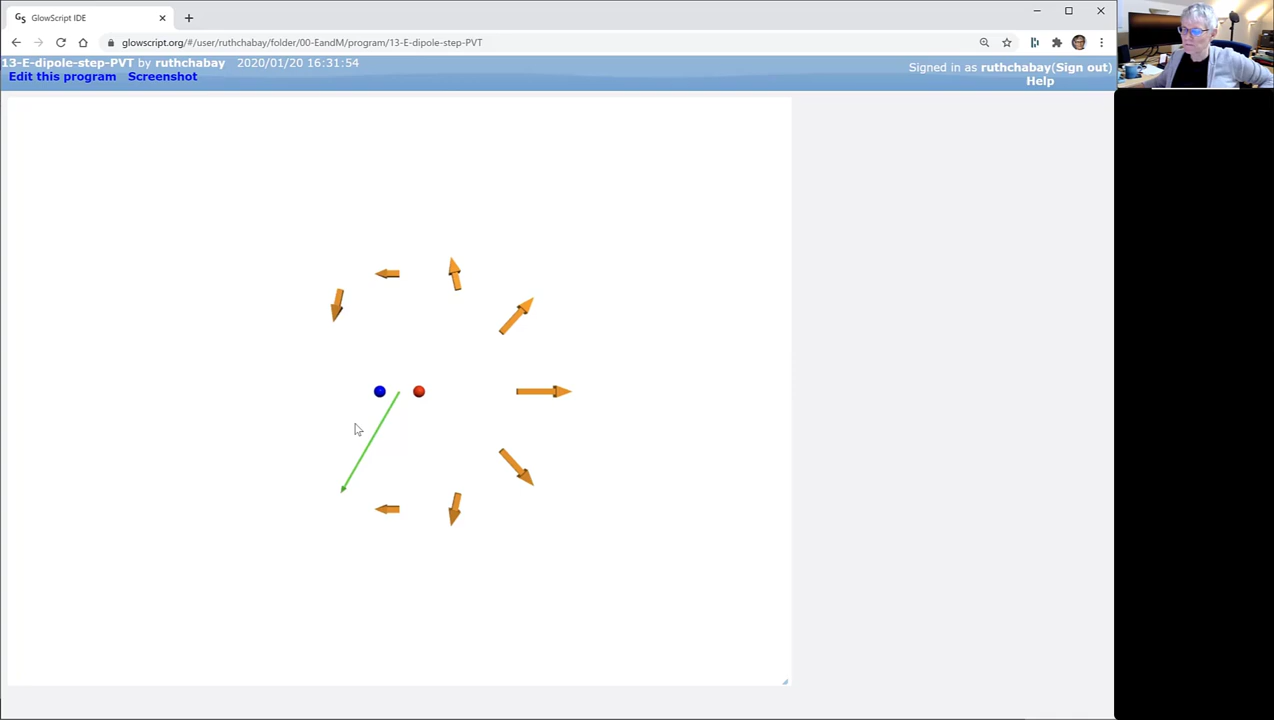 GlowScript IDE
glowscript.org/#/user/ruthchabay/folder/00-EandM/program/13-E-dipole-step-PVT
13-E-dipole-step-PVT by ruthchabay 2020/01/20 16:31:54
Signed in as ruthchabay(Sign out)
Edit this program Screenshot
Help